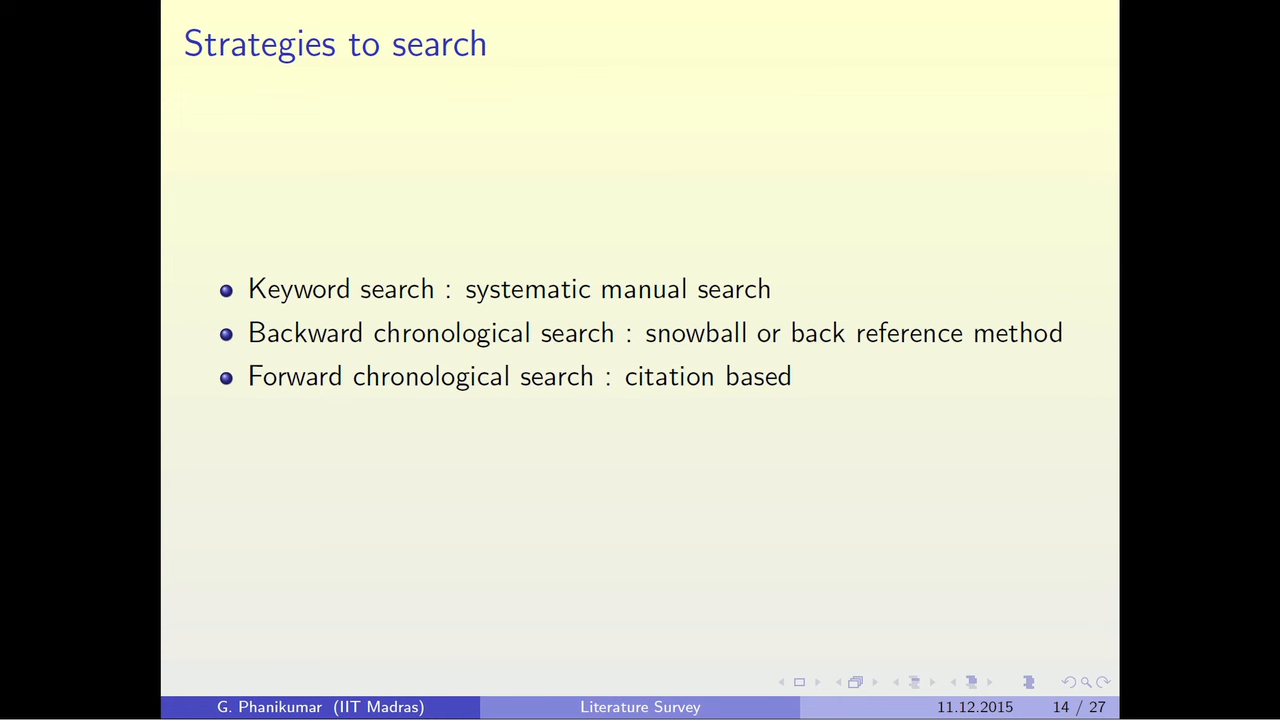 Strategies to search
Keyword search : systematic manual search
Backward chronological search : snowball or back reference method
Forward chronological search : citation based
G. Phanikumar (IIT Madras)
Literature Survey
11.12.2015
14 / 27